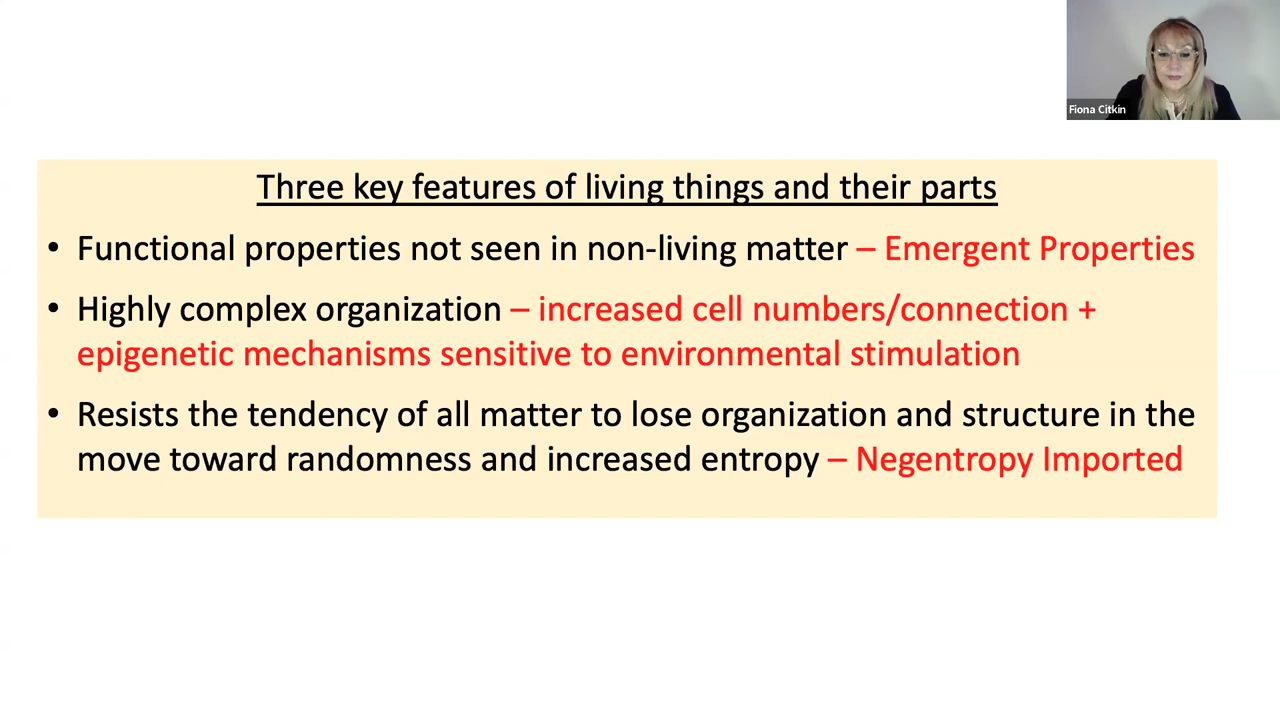 Fiona Citkin
Three key features of living things and their parts
• Functional properties not seen in non-living matter – Emergent Properties
• Highly complex organization – increased cell numbers/connection +
epigenetic mechanisms sensitive to environmental stimulation
• Resists the tendency of all matter to lose organization and structure in the
move toward randomness and increased entropy – Negentropy Imported